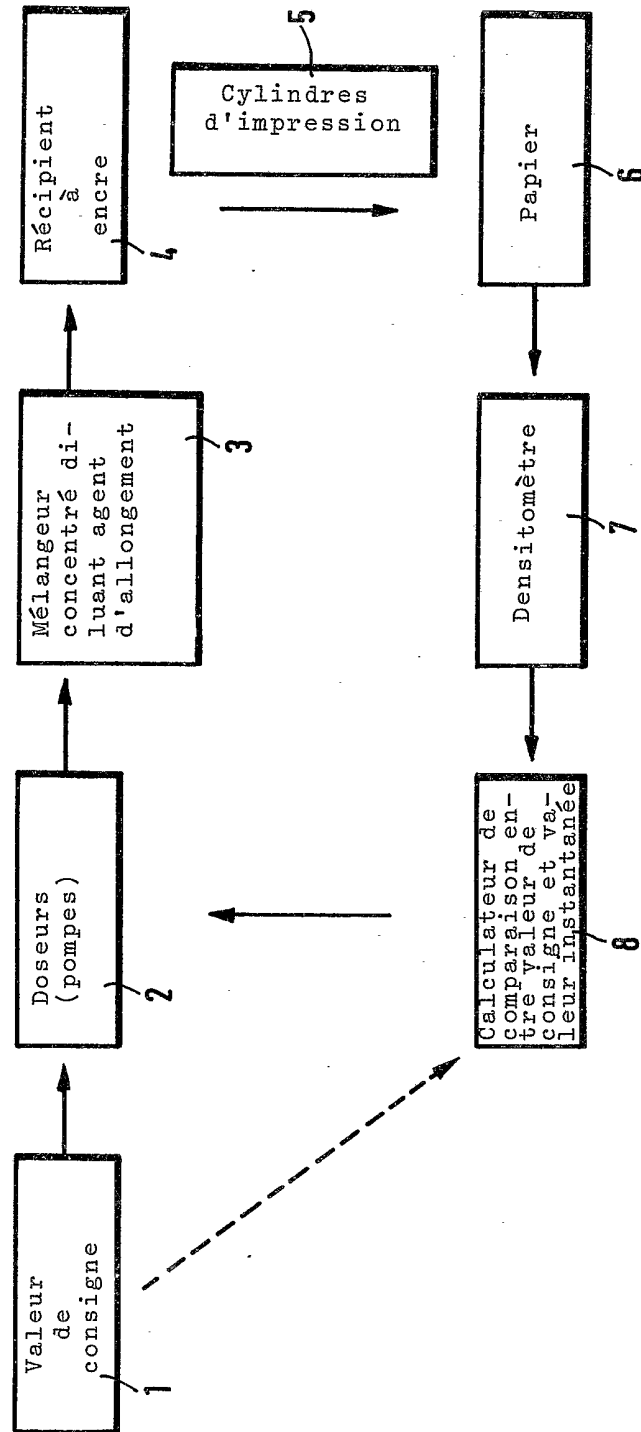 Valeur
de
consigne
1
Doseurs
(pompes)
2
Mélangeur
concentré di-
luant agent
d'allongement
3
Récipient
à
encre
4
Cylindres
d'impression
5
Papier
6
Densitomètre
7
Calculateur de
comparaison en-
tre valeur de
consigne et va-
leur instantanée
8